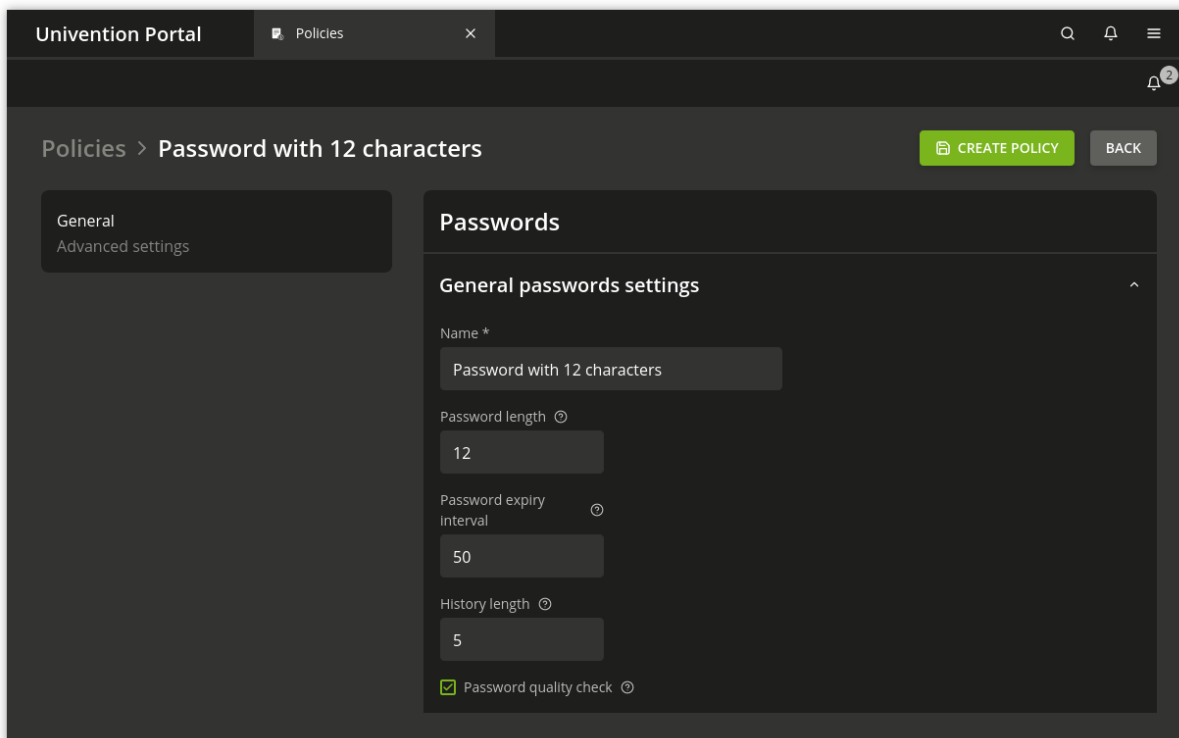 Univention Portal
Policies
2
Policies > Password with 12 characters
CREATE POLICY
BACK
General
Advanced settings
Passwords
General passwords settings
Name *
Password with 12 characters
Password length
12
Password expiry
interval
50
History length
5
Password quality check